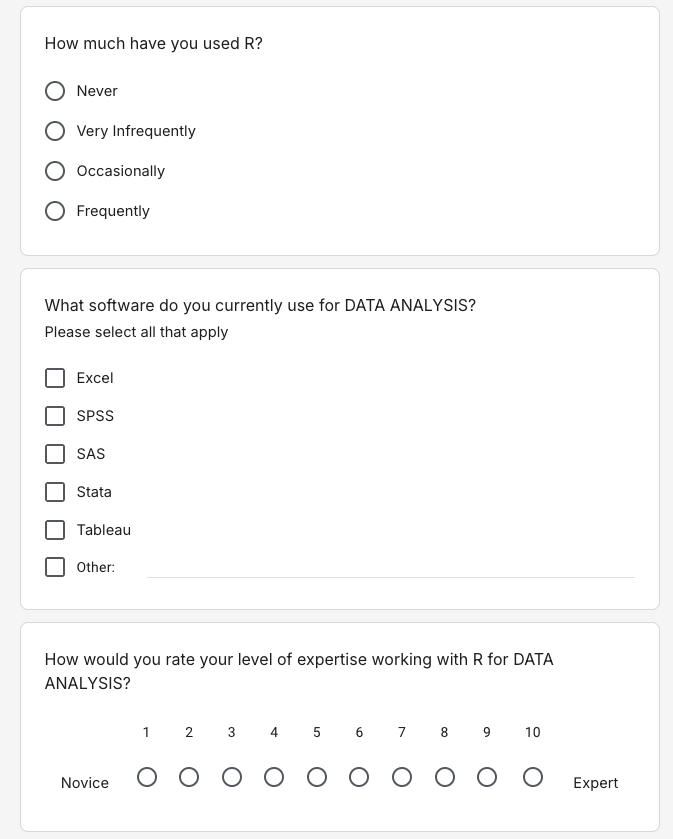 How much have you used R?
Never
Very Infrequently
Occasionally
Frequently
What software do you currently use for DATA ANALYSIS?
Please select all that apply
Excel
SPSS
SAS
Stata
Tableau
Other:
How would you rate your level of expertise working with R for DATA
ANALYSIS?
1 2 3 4 5 6 7 8 9 10
Novice Expert